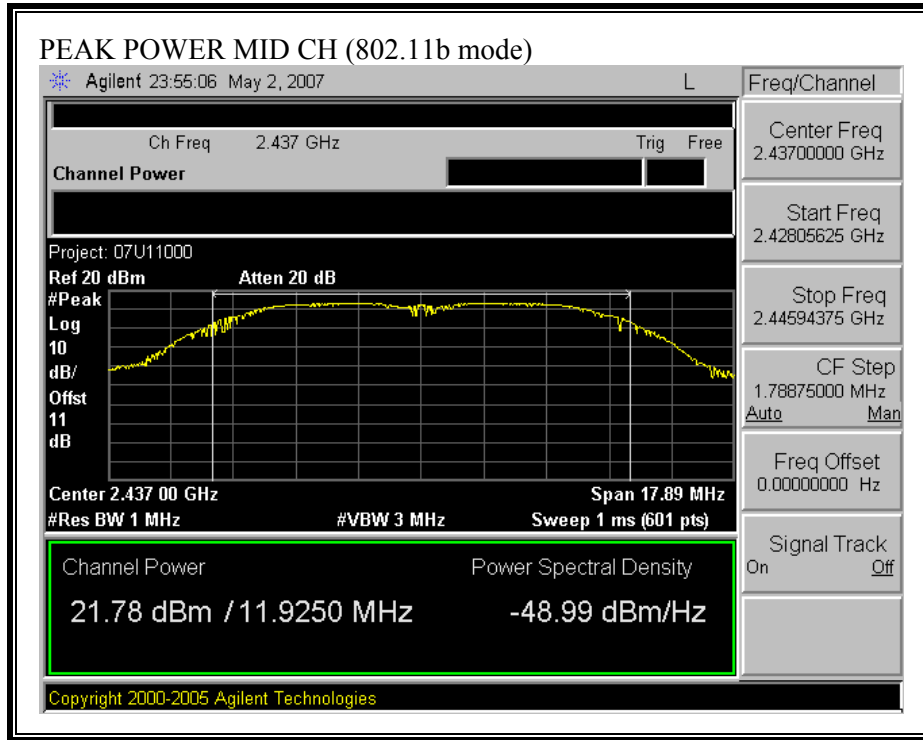 PEAK POWER MID CH (802.11b mode)
Agilent 23:55:06 May 2, 2007 L
Freq/Channel
Ch Freq 2.437 GHz Trig Free
Channel Power
Center Freq
2.43700000 GHz
Start Freq
2.42805625 GHz
Stop Freq
2.44594375 GHz
CF Step
1.78875000 MHz
Auto Man
Freq Offset
0.00000000 Hz
Signal Track
On Off
Project: 07U11000
Ref 20 dBm Atten 20 dB
#Peak
Log
10
dB/
Offst
11
dB
Center 2.437 00 GHz Span 17.89 MHz
#Res BW 1 MHz #VBW 3 MHz Sweep 1 ms (601 pts)
Channel Power Power Spectral Density
21.78 dBm / 11.9250 MHz -48.99 dBm/Hz
Copyright 2000-2005 Agilent Technologies